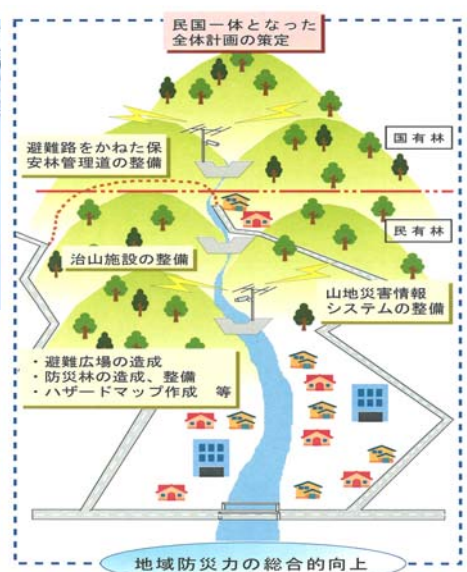 民国一体となった
全体計画の策定
避難路をかねた保
安林管理道の整備
国有林
民有林
治山施設の整備
山地災害情報
システムの整備
・避難広場の造成
・防災林の造成、整備
・ハザードマップ作成 等
地域防災力の総合的向上